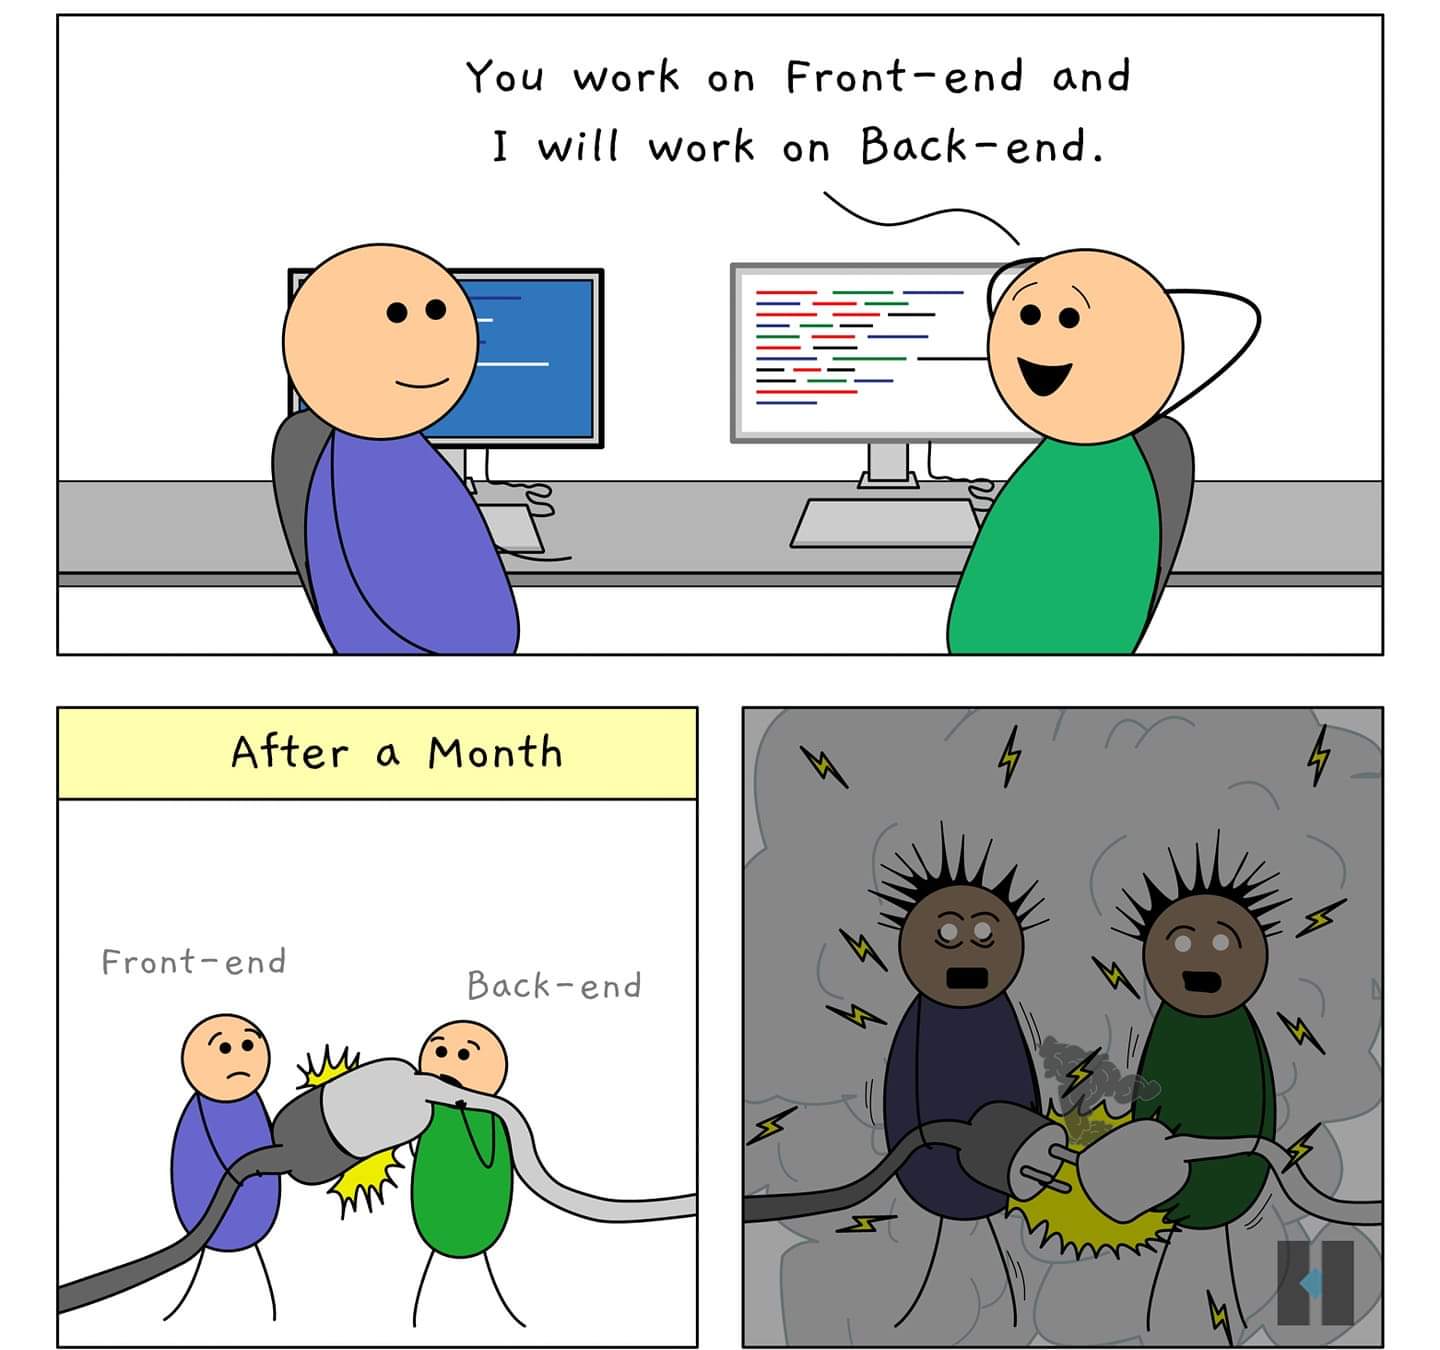 You work on Front-end and
I will work on Back-end.
After a Month
Front-end
Back-end